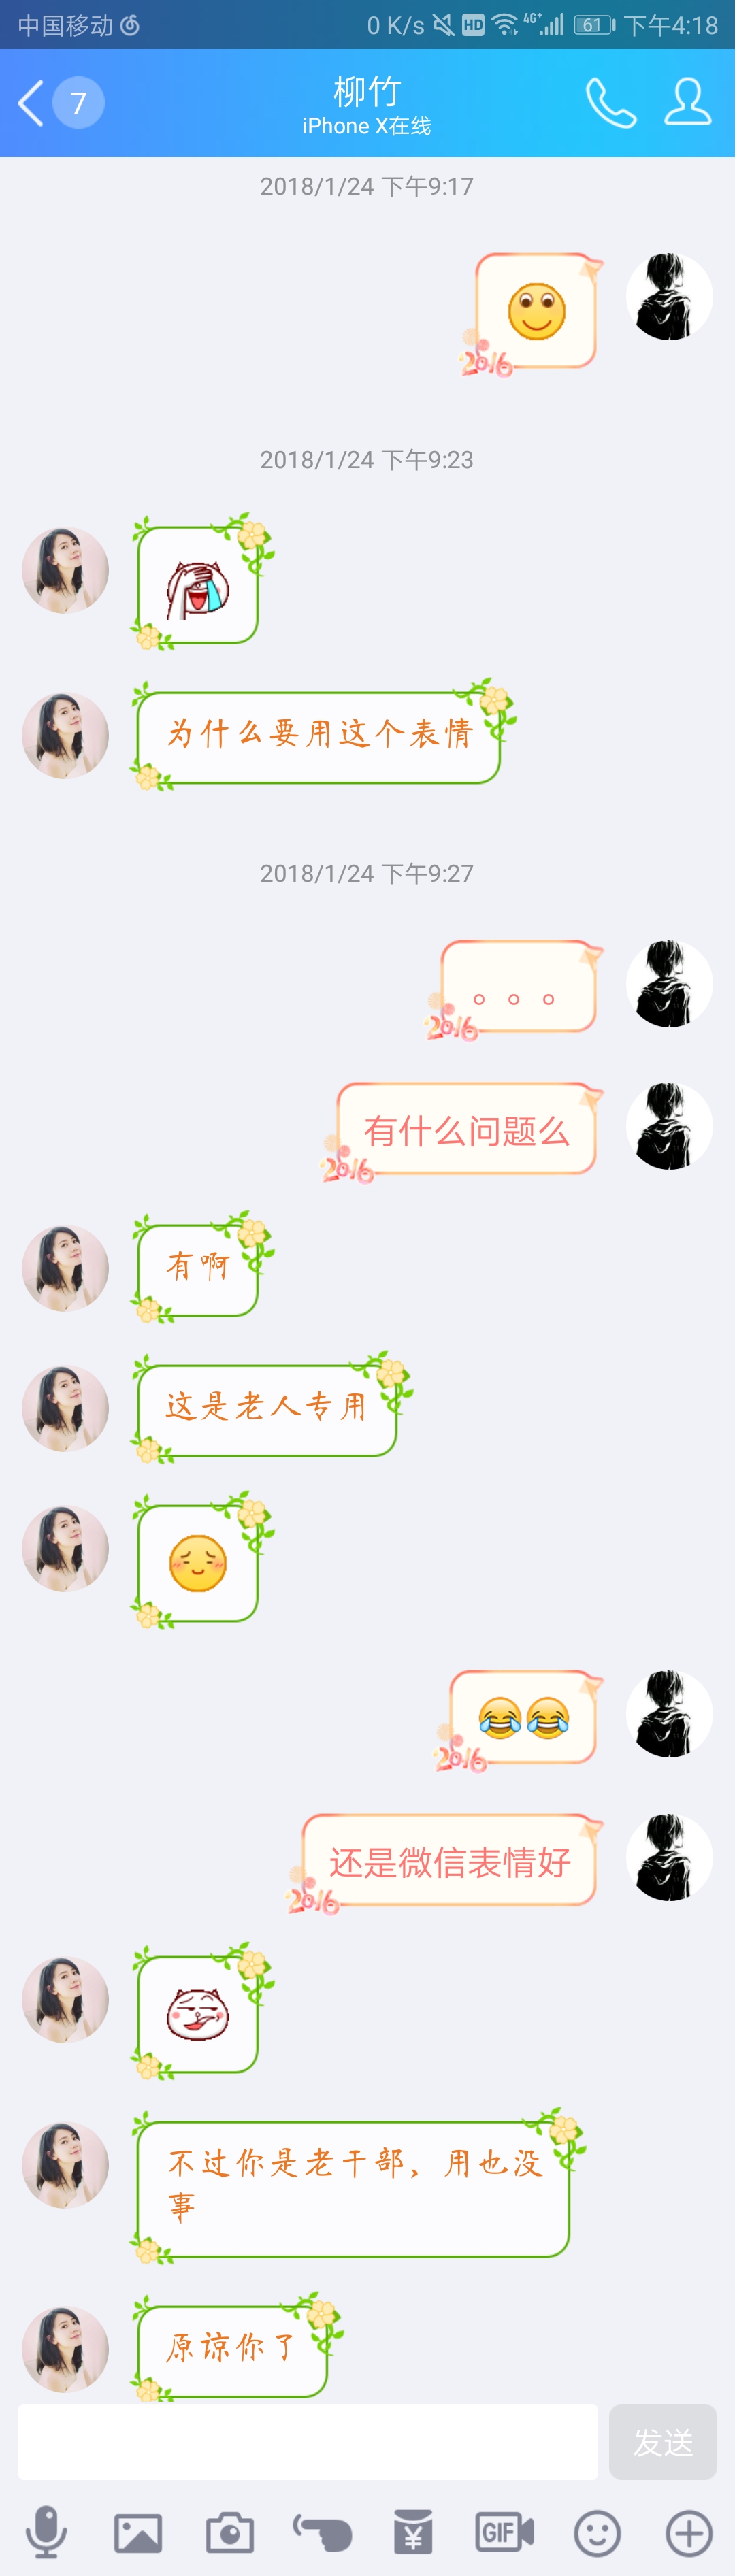 中国移动 0 K/s HD 4G+ 61 下午4:18
7 柳竹
iPhone X在线
2018/1/24 下午9:17
2016
2018/1/24 下午9:23
为什么要用这个表情
2018/1/24 下午9:27
。。。
2016
有什么问题么
2016
有啊
这是老人专用
2016
还是微信表情好
2016
不过你是老干部，用也没
事
原谅你了
发送
GIF